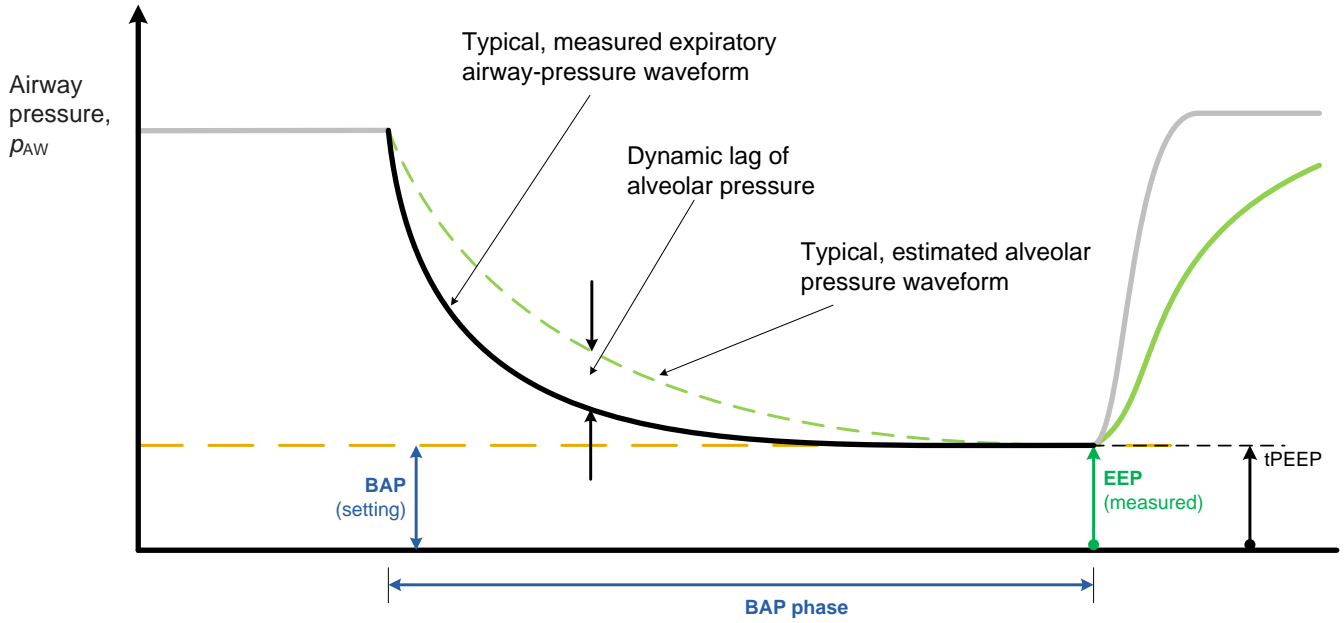 Airway
pressure,
pAW
Typical, measured expiratory
airway-pressure waveform
Dynamic lag of
alveolar pressure
Typical, estimated alveolar
pressure waveform
BAP
(setting)
EEP
(measured)
tPEEP
BAP phase